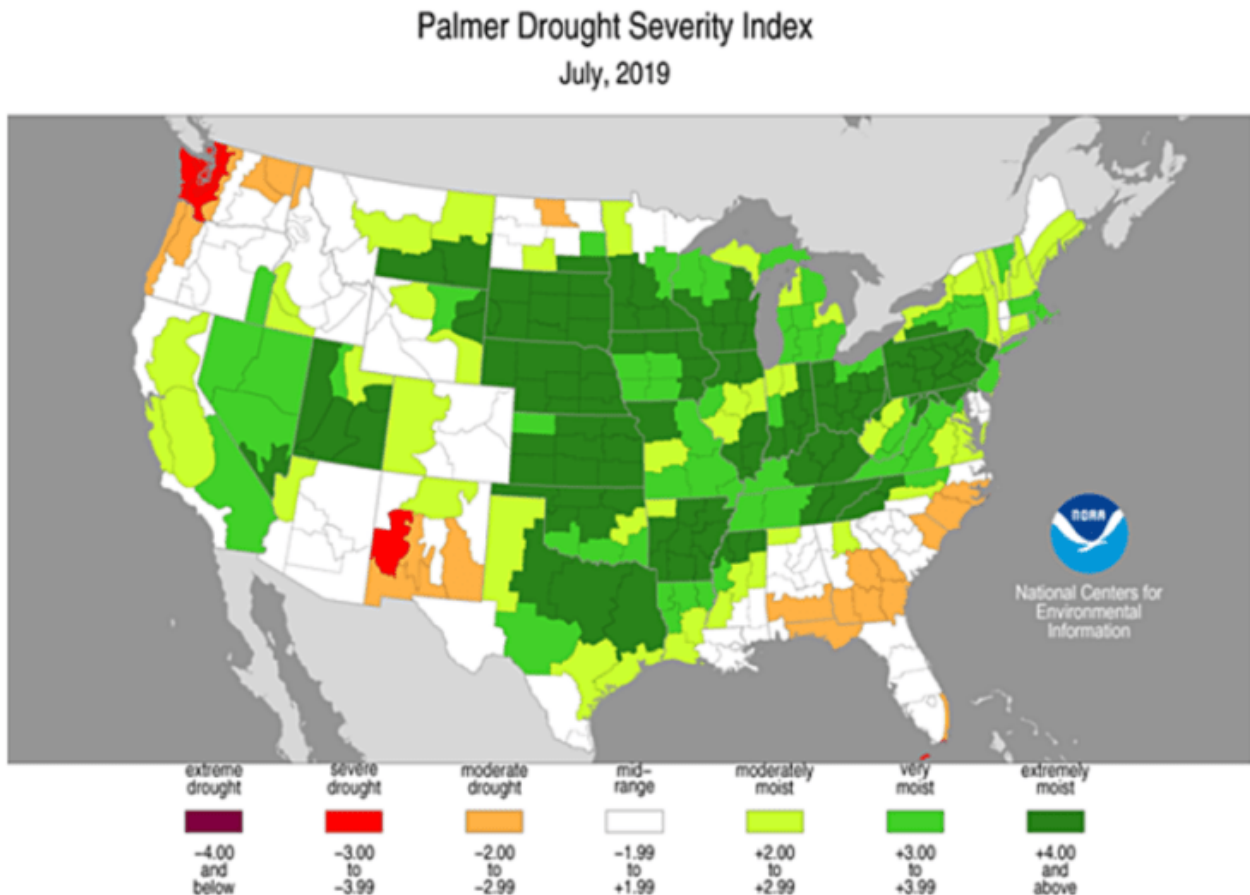 Palmer Drought Severity Index
July, 2019
NOAA
National Centers for
Environmental
Information
extreme drought
severe drought
moderate drought
mid-range
moderately moist
very moist
extremely moist
-4.00 and below
-3.00 to -3.99
-2.00 to -2.99
-1.99 to +1.99
+2.00 to +2.99
+3.00 to +3.99
+4.00 and above